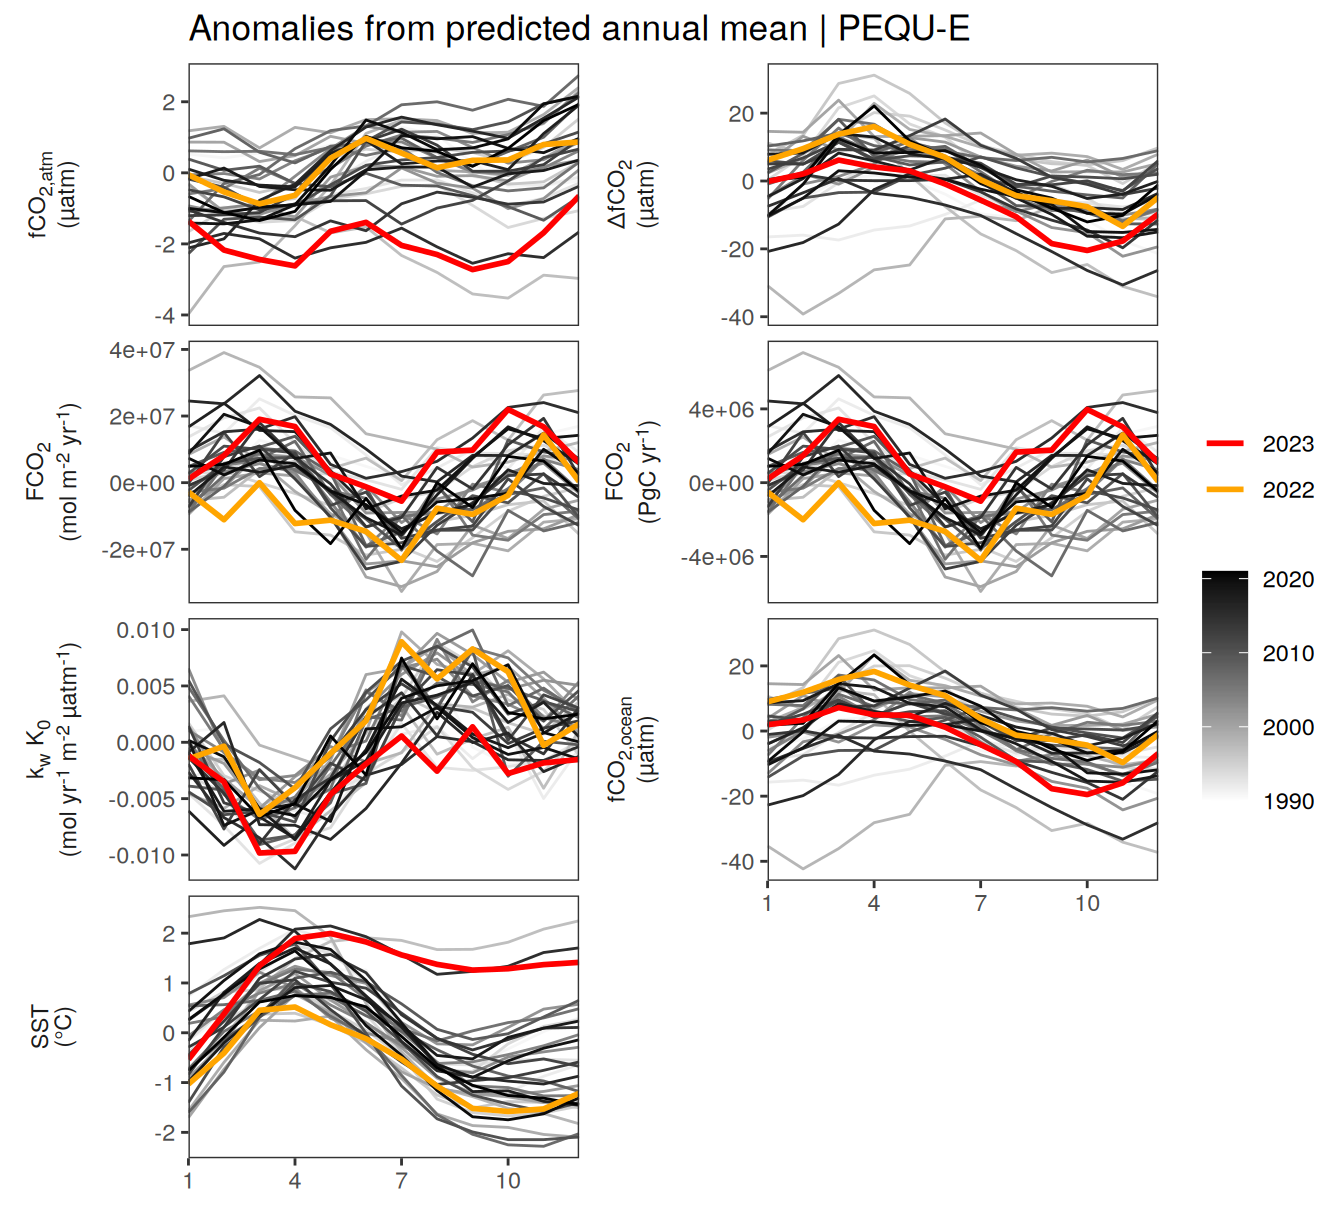 Anomalies from predicted annual mean | PEQU-E
fCO2,atm
(µatm)
2
0
-2
-4
ΔfCO2
(µatm)
20
0
-20
-40
FCO2
(mol m-2 yr-1)
4e+07
2e+07
0e+00
-2e+07
FCO2
(PgC yr-1)
4e+06
0e+00
-4e+06
kw K0
(mol yr-1 m-2 µatm-1)
0.010
0.005
0.000
-0.005
-0.010
fCO2,ocean
(µatm)
20
0
-20
-40
1 4 7 10
SST
(°C)
2
1
0
-1
-2
1 4 7 10
2023
2022
2020
2010
2000
1990